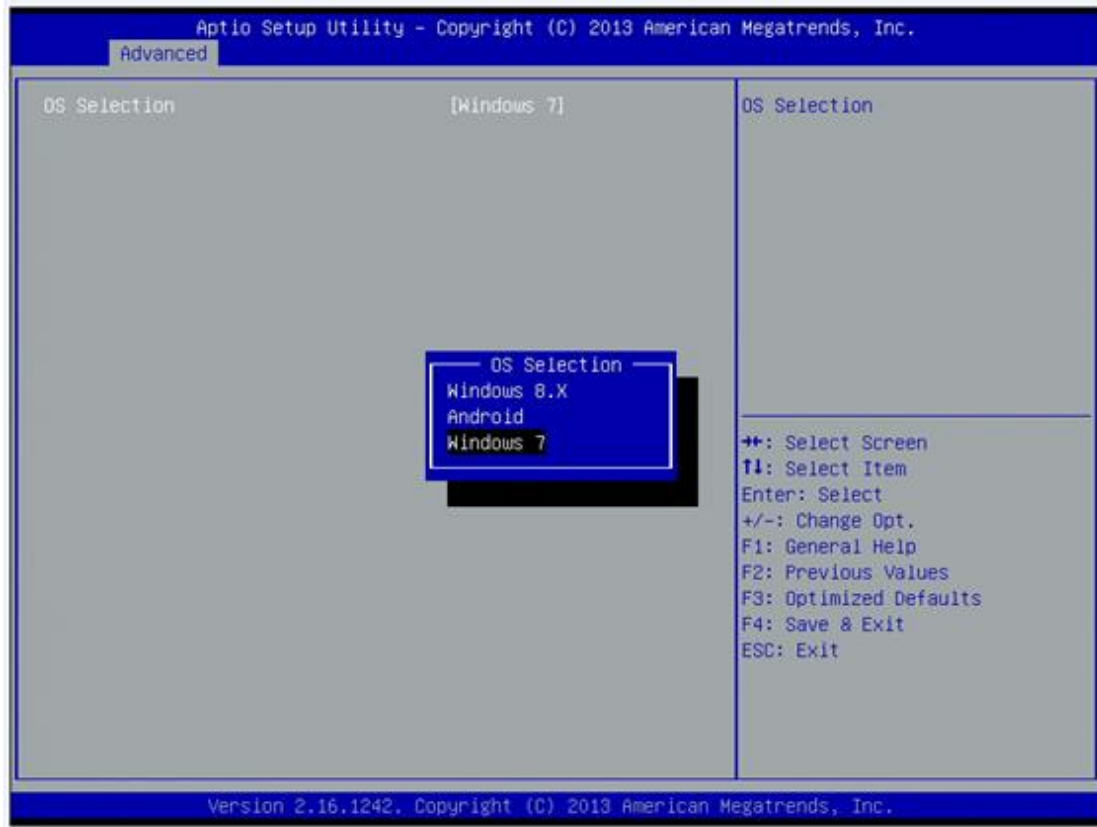 Aptio Setup Utility – Copyright (C) 2013 American Megatrends, Inc.
Advanced
OS Selection [Windows 7]
OS Selection
OS Selection
Windows 8.X
Android
Windows 7
→←: Select Screen
↑↓: Select Item
Enter: Select
+/-: Change Opt.
F1: General Help
F2: Previous Values
F3: Optimized Defaults
F4: Save & Exit
ESC: Exit
Version 2.16.1242. Copyright (C) 2013 American Megatrends, Inc.